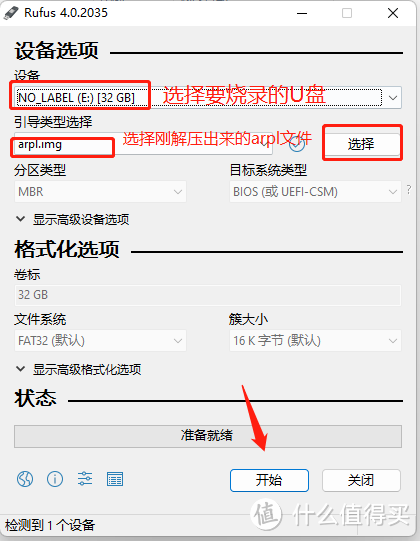 Rufus 4.0.2035
设备选项
设备
NO_LABEL (E:) [32 GB]
选择要烧录的U盘
引导类型选择
arpl.img
选择刚解压出来的arpl文件
选择
分区类型
目标系统类型
MBR
BIOS (或 UEFI-CSM)
?
显示高级设备选项
格式化选项
卷标
32 GB
文件系统
簇大小
FAT32 (默认)
16 K 字节 (默认)
显示高级格式化选项
状态
准备就绪
开始
关闭
检测到 1 个设备
值 什么值得买